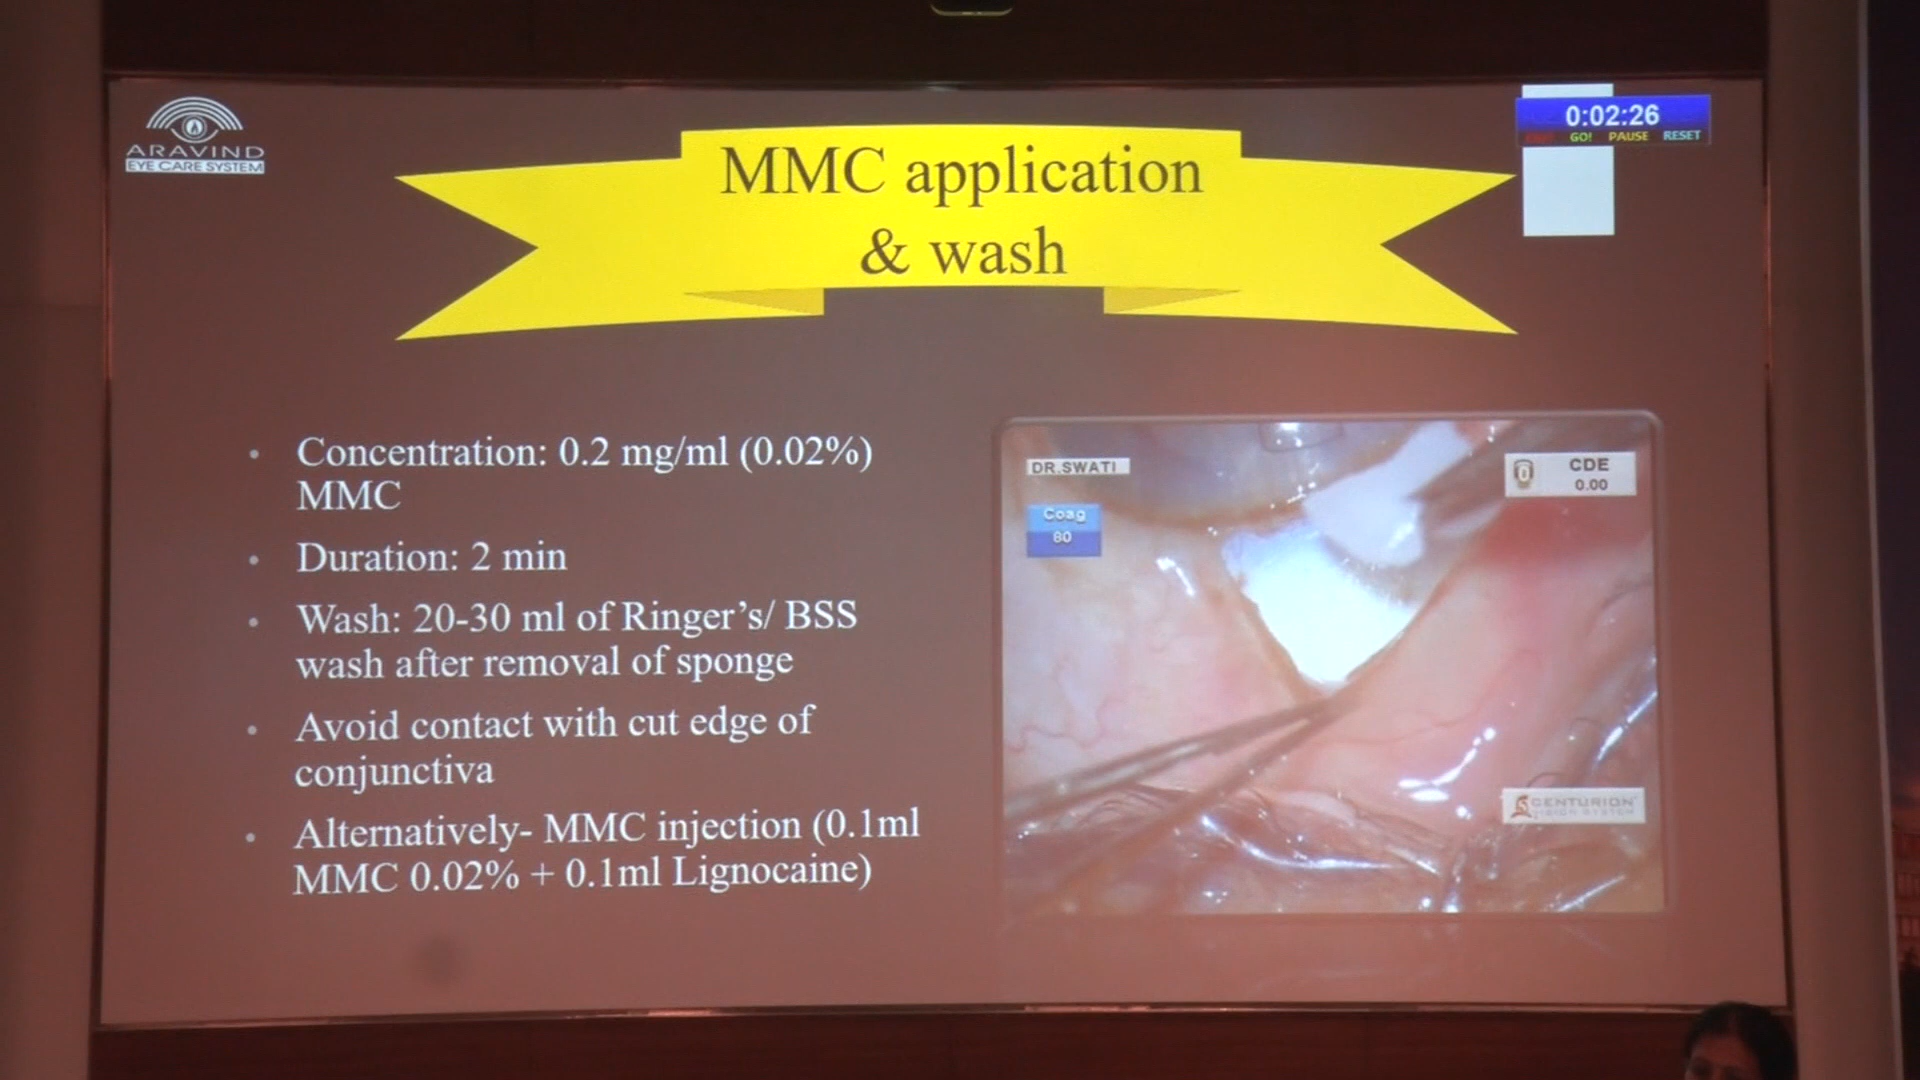 ARAVIND
EYE CARE SYSTEM
0:02:26
GO! PAUSE RESET
MMC application
& wash
• Concentration: 0.2 mg/ml (0.02%)
MMC
• Duration: 2 min
• Wash: 20-30 ml of Ringer’s/ BSS
wash after removal of sponge
• Avoid contact with cut edge of
conjunctiva
• Alternatively- MMC injection (0.1ml
MMC 0.02% + 0.1ml Lignocaine)
DR.SWATI
Coag
80
CDE
0.00
CENTURION
VISION SYSTEM